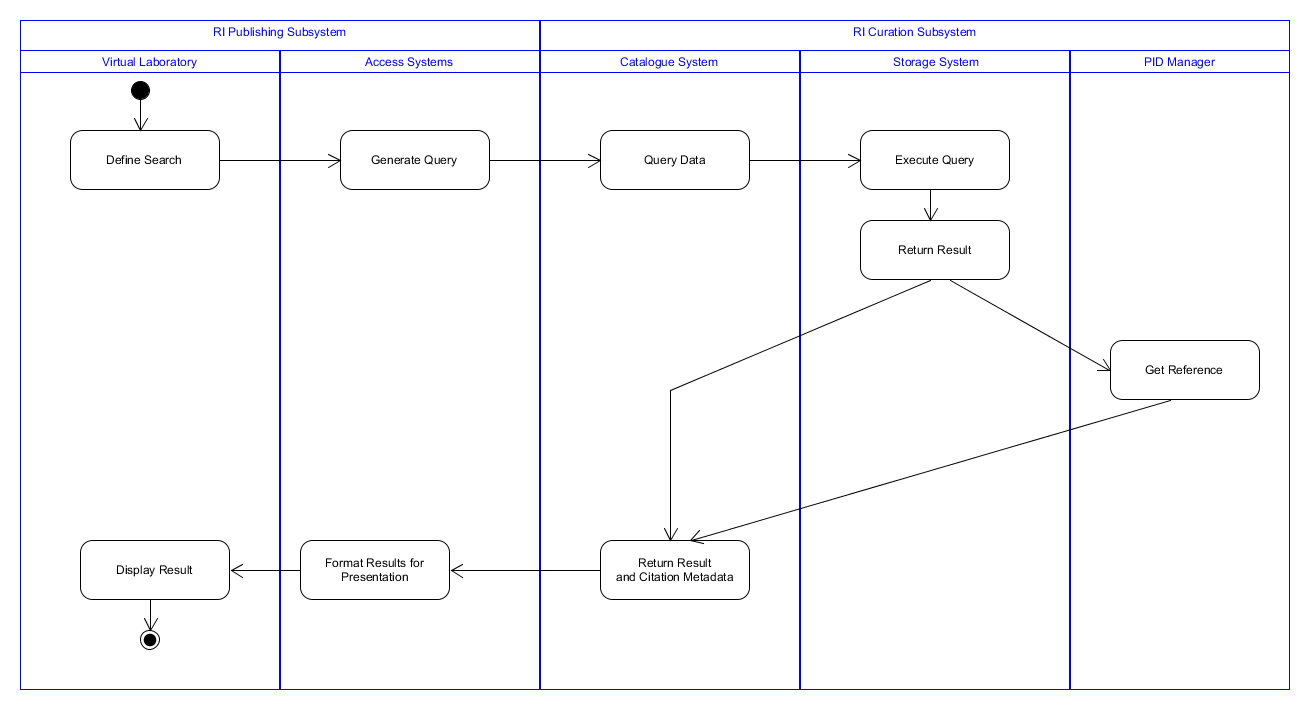 RI Publishing Subsystem
RI Curation Subsystem
Virtual Laboratory
Access Systems
Catalogue System
Storage System
PID Manager
Define Search
Generate Query
Query Data
Execute Query
Return Result
Get Reference
Display Result
Format Results for
Presentation
Return Result
and Citation Metadata